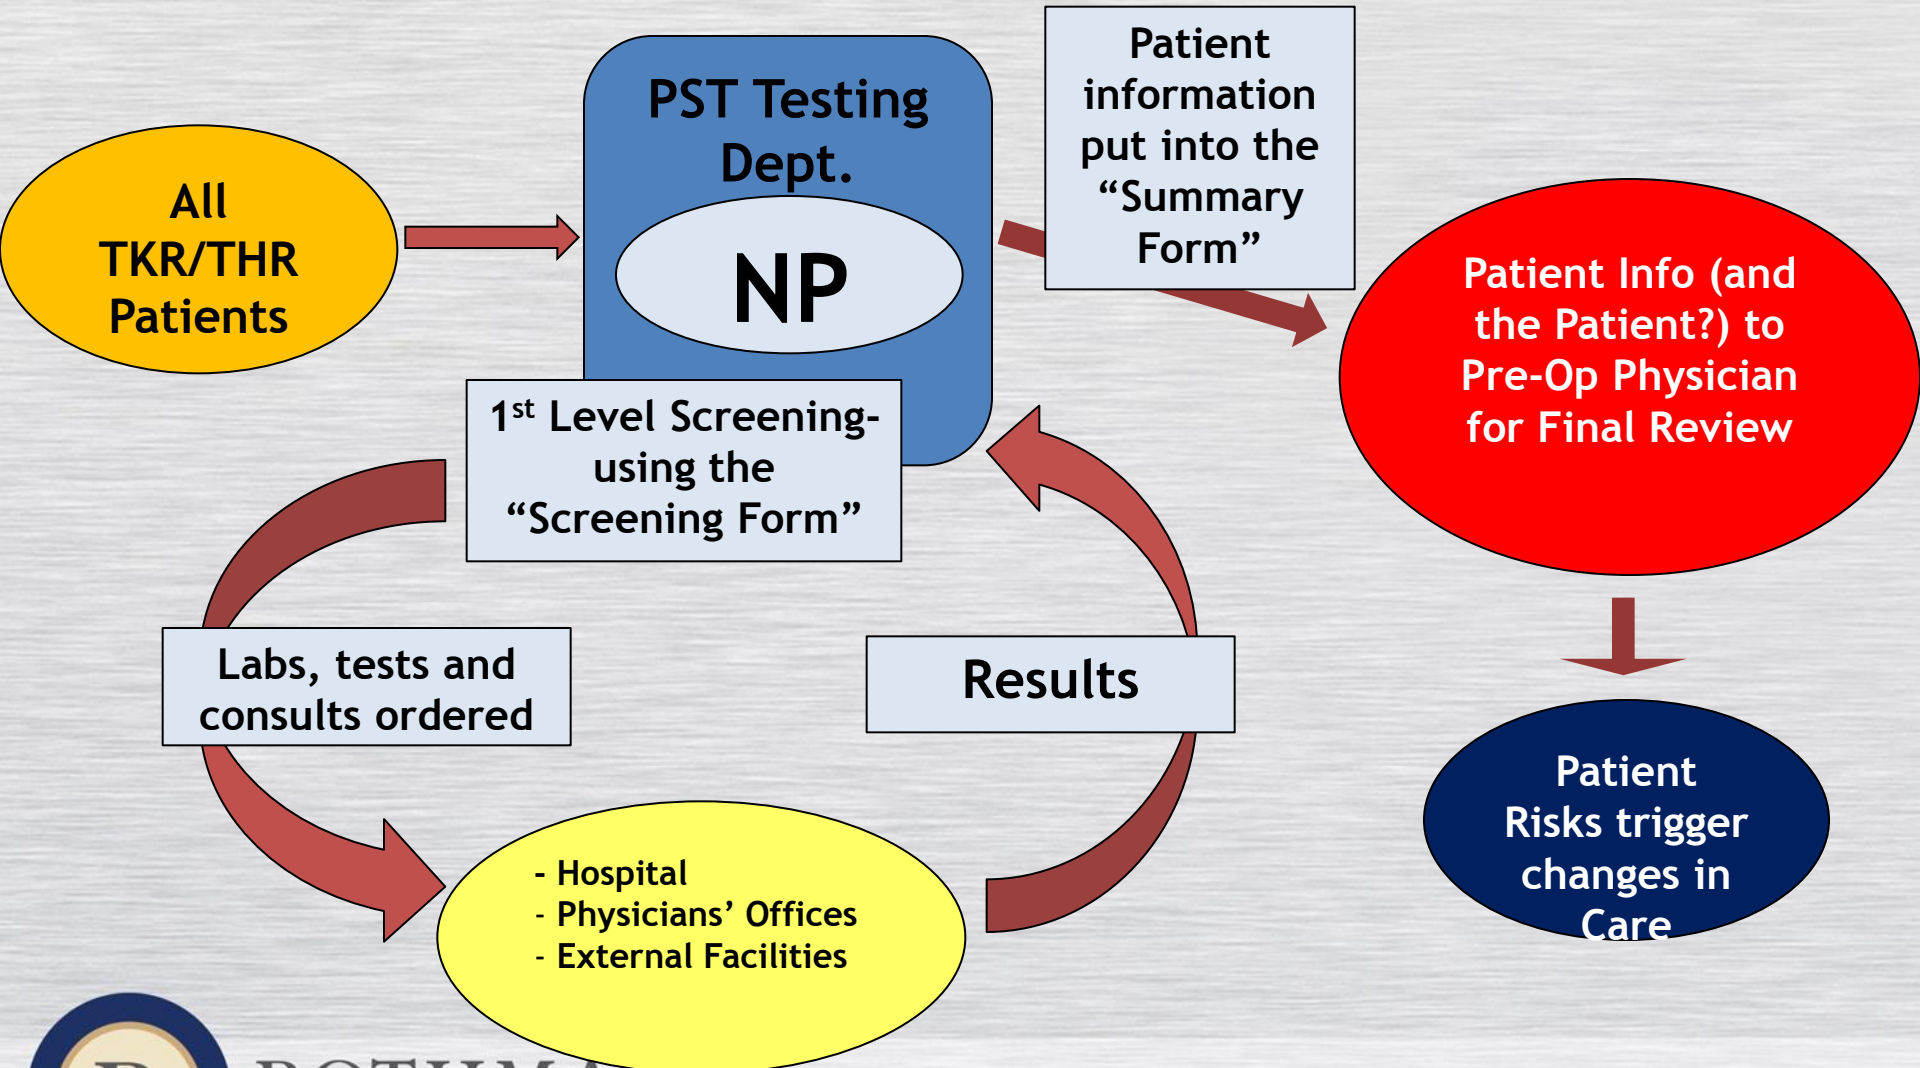 All
TKR/THR
Patients
PST Testing
Dept.
NP
1st Level Screening-
using the
“Screening Form”
Patient
information
put into the
“Summary
Form”
Patient Info (and
the Patient?) to
Pre-Op Physician
for Final Review
Labs, tests and
consults ordered
Results
- Hospital
- Physicians’ Offices
- External Facilities
Patient
Risks trigger
changes in
Care